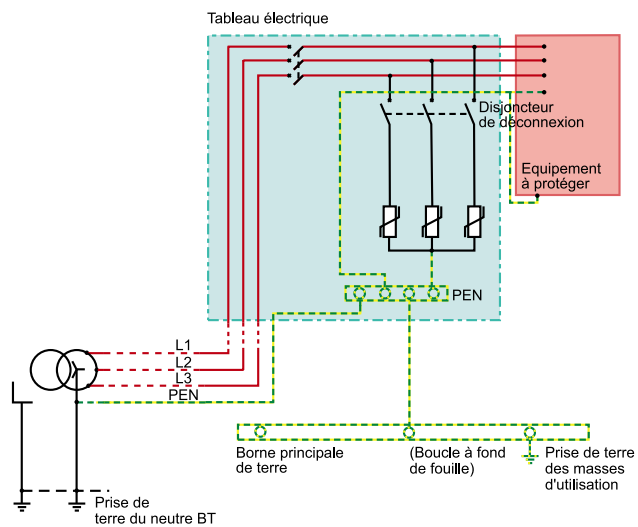 Tableau électrique
Disjoncteur
de déconnexion
Equipement
à protéger
PEN
L1
L2
L3
PEN
Borne principale
de terre
(Boucle à fond
de fouille)
Prise de terre
des masses
d'utilisation
Prise de
terre du neutre BT